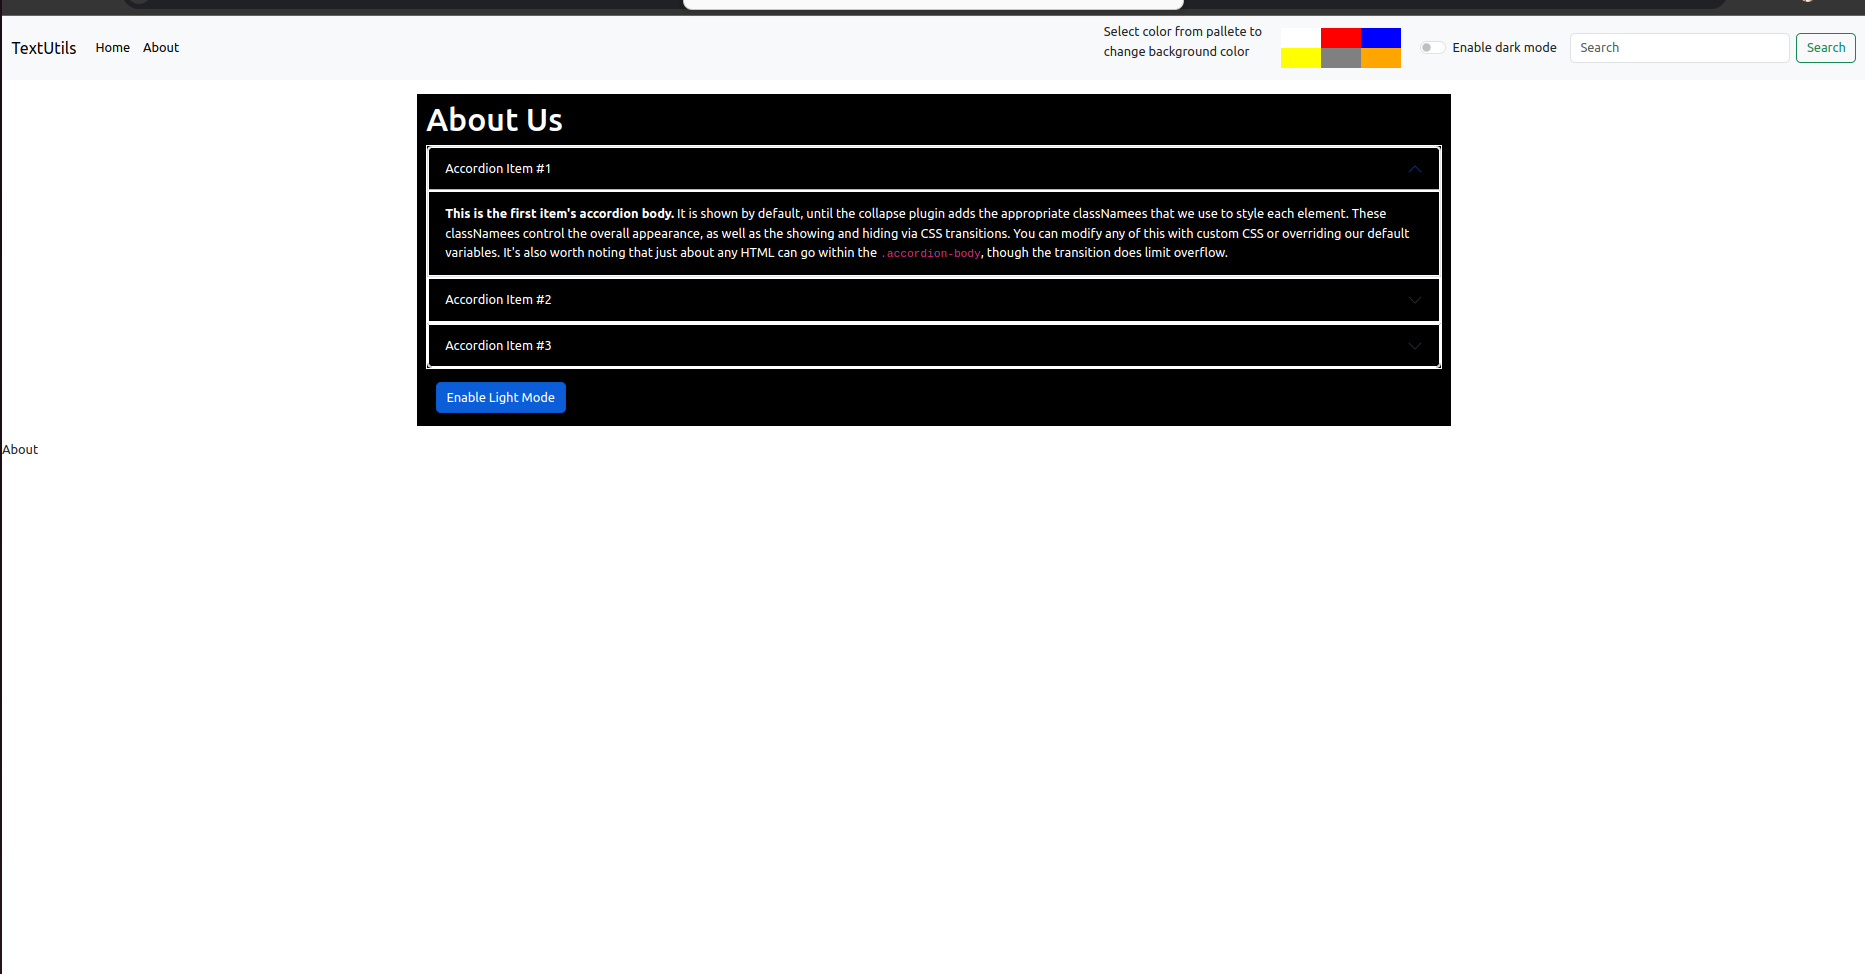 TextUtils Home About
Select color from pallete to
change background color
Enable dark mode
Search
Search
About Us
Accordion Item #1
This is the first item's accordion body. It is shown by default, until the collapse plugin adds the appropriate classNamees that we use to style each element. These
classNamees control the overall appearance, as well as the showing and hiding via CSS transitions. You can modify any of this with custom CSS or overriding our default
variables. It's also worth noting that just about any HTML can go within the .accordion-body, though the transition does limit overflow.
Accordion Item #2
Accordion Item #3
Enable Light Mode
About